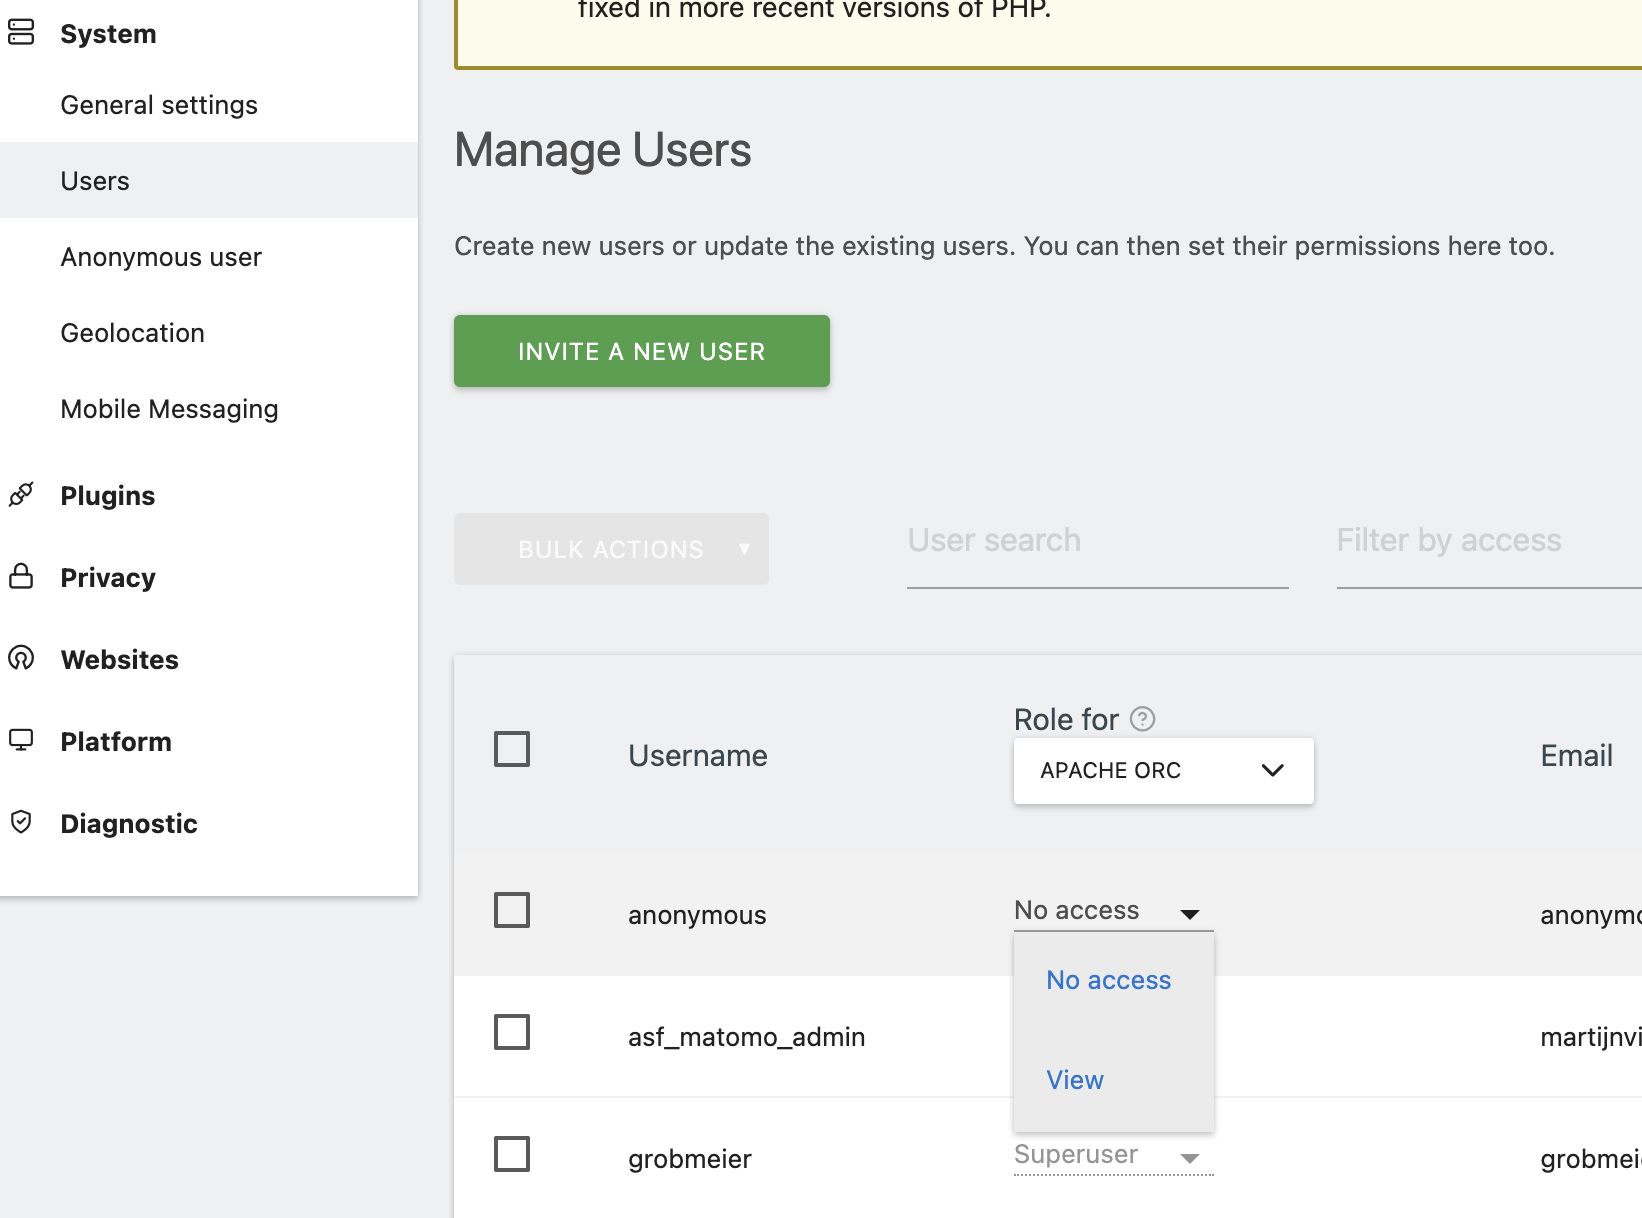 System
General settings
Users
Anonymous user
Geolocation
Mobile Messaging
Plugins
Privacy
Websites
Platform
Diagnostic
fixed in more recent versions of PHP.
Manage Users
Create new users or update the existing users. You can then set their permissions here too.
INVITE A NEW USER
BULK ACTIONS
User search
Filter by access
Username
Role for
APACHE ORC
Email
anonymous
No access
anonymo
No access
asf_matomo_admin
martijnvi
View
grobmeier
Superuser
grobmei